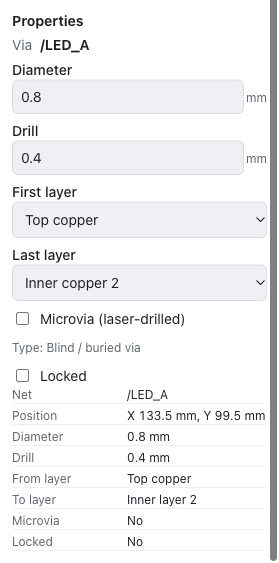 Properties
Via /LED_A
Diameter
0.8 mm
Drill
0.4 mm
First layer
Top copper
Last layer
Inner copper 2
Microvia (laser-drilled)
Type: Blind / buried via
Locked
Net /LED_A
Position X 133.5 mm, Y 99.5 mm
Diameter 0.8 mm
Drill 0.4 mm
From layer Top copper
To layer Inner layer 2
Microvia No
Locked No